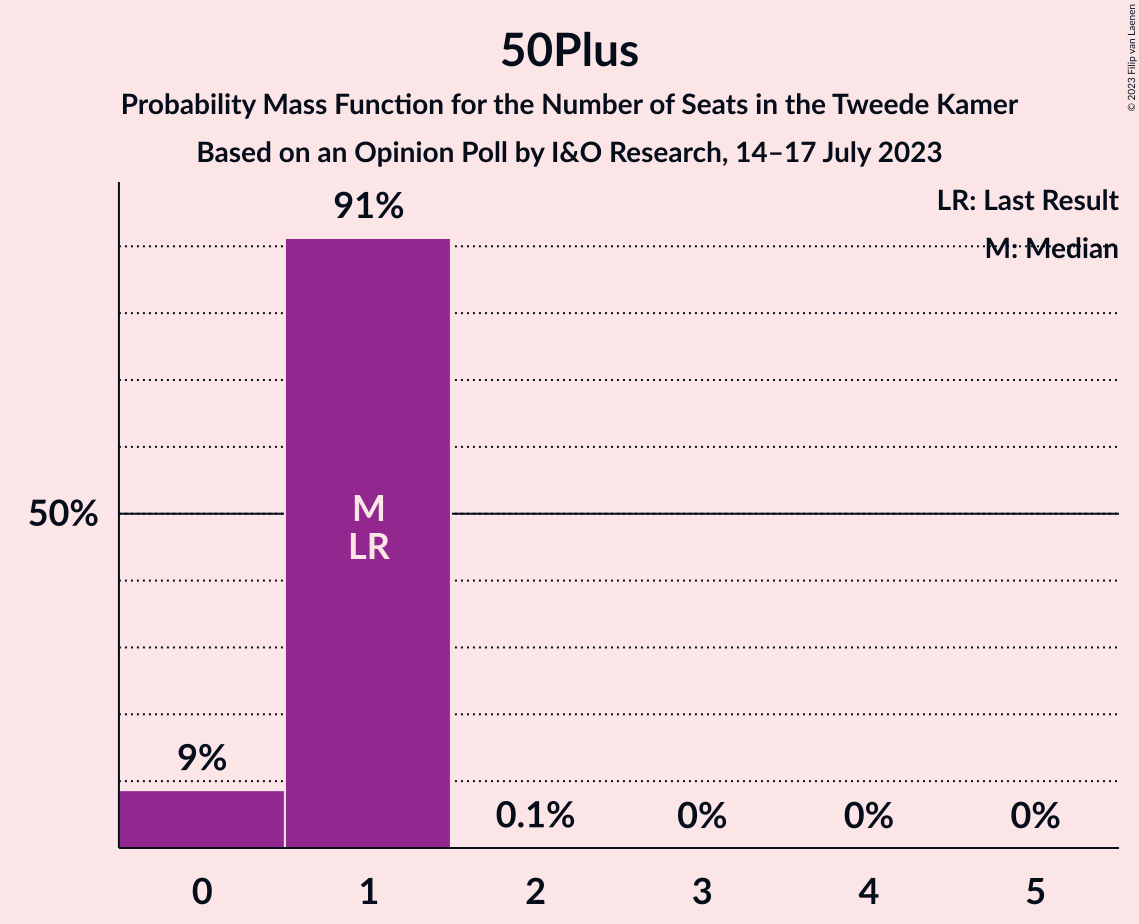 50Plus
Probability Mass Function for the Number of Seats in the Tweede Kamer
Based on an Opinion Poll by I&O Research, 14–17 July 2023
© 2023 Filip van Laenen
LR: Last Result
M: Median
91%
50%
M
LR
9%
0.1%
0%
0%
0%
0
1
2
3
4
5